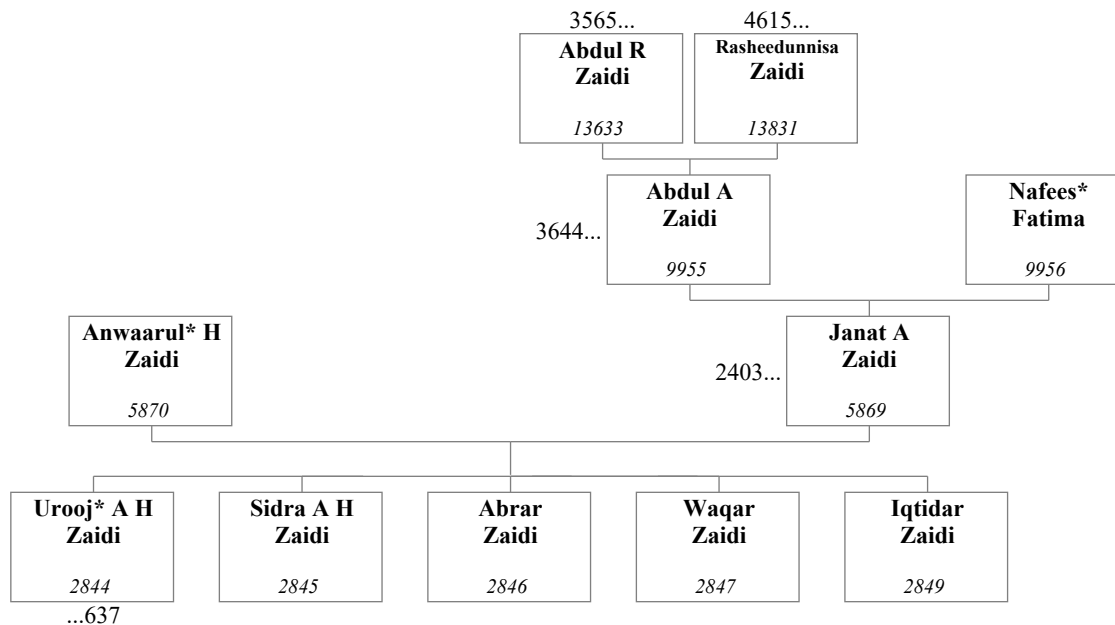 3565...
4615...
Abdul R
Zaidi
13633
Rasheedunnisa
Zaidi
13831
3644...
Abdul A
Zaidi
9955
Nafees*
Fatima
9956
Anwaarul* H
Zaidi
5870
2403...
Janat A
Zaidi
5869
Urooj* A H
Zaidi
2844
...637
Sidra A H
Zaidi
2845
Abrar
Zaidi
2846
Waqar
Zaidi
2847
Iqtidar
Zaidi
2849